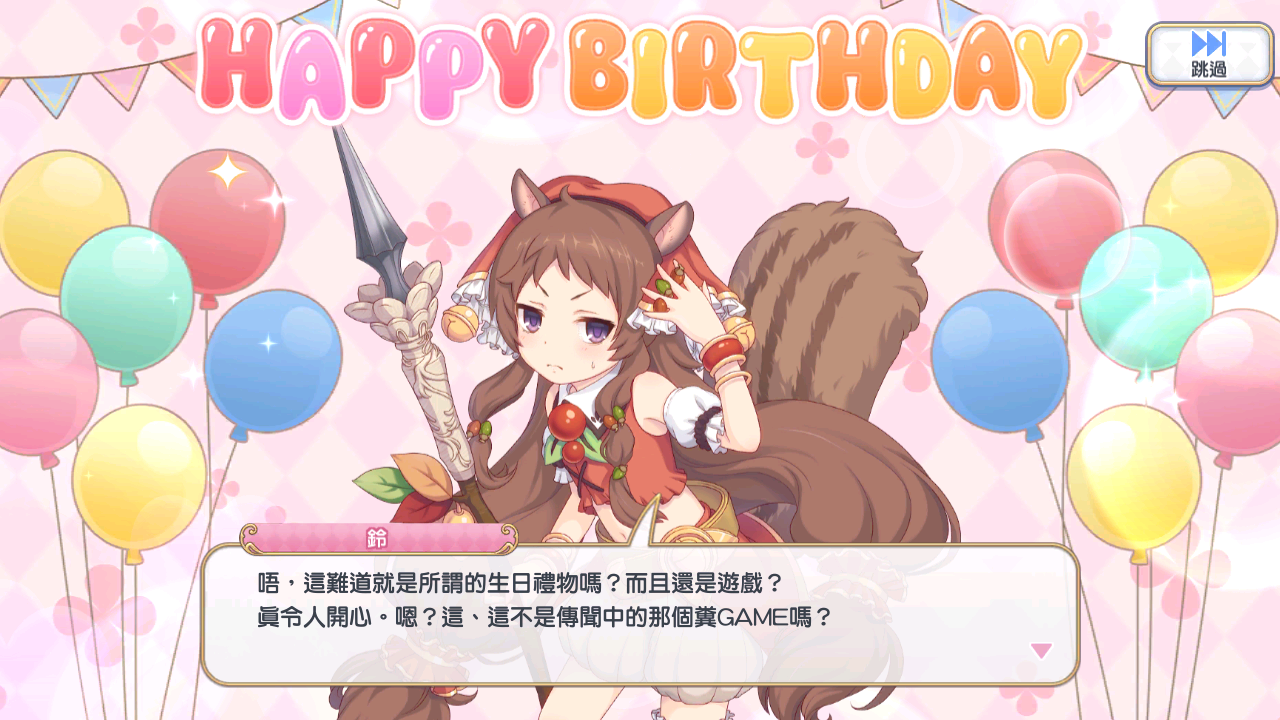 HAPPY BIRTHDAY
跳過
鈴
唔，這難道就是所謂的生日禮物嗎？而且還是遊戲？
眞令人開心。嗯？這、這不是傳聞中的那個糞GAME嗎？